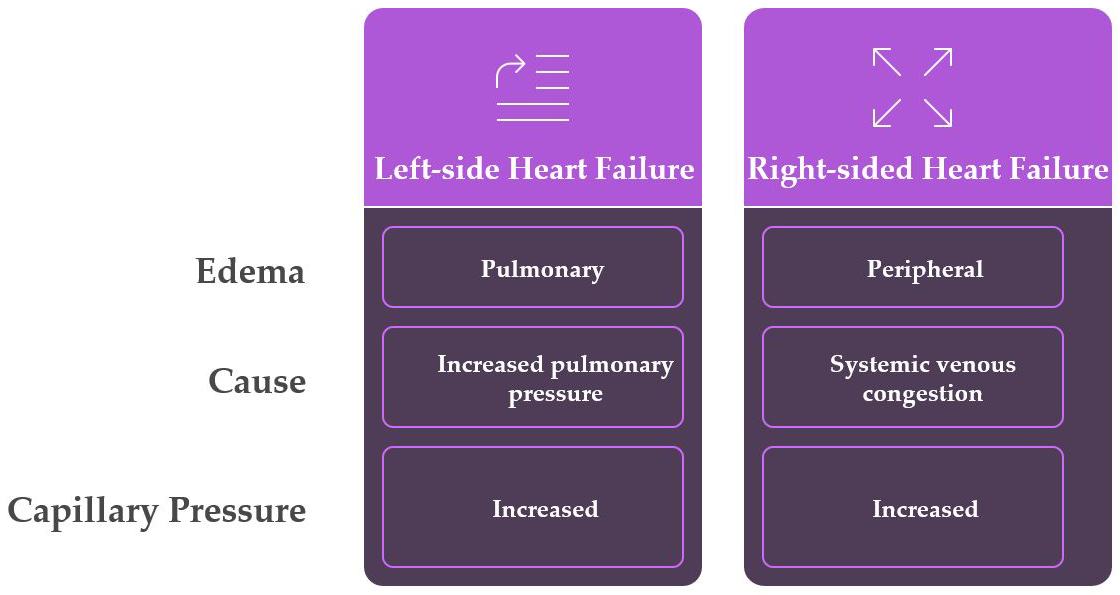 Left-side Heart Failure
Right-sided Heart Failure
Edema
Pulmonary
Peripheral
Cause
Increased pulmonary
pressure
Systemic venous
congestion
Capillary Pressure
Increased
Increased